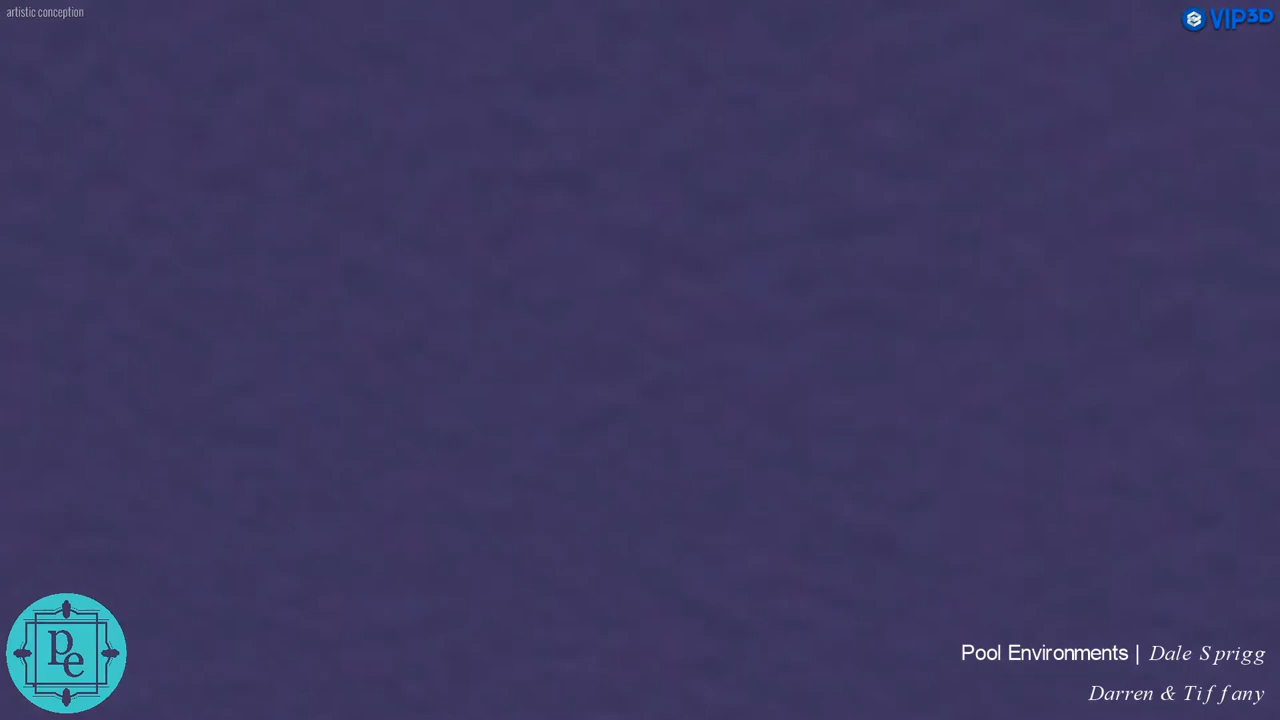 artistic conception
VIP3D
pe
Pool Environments | Dale Sprigg
Darren & Tiffany